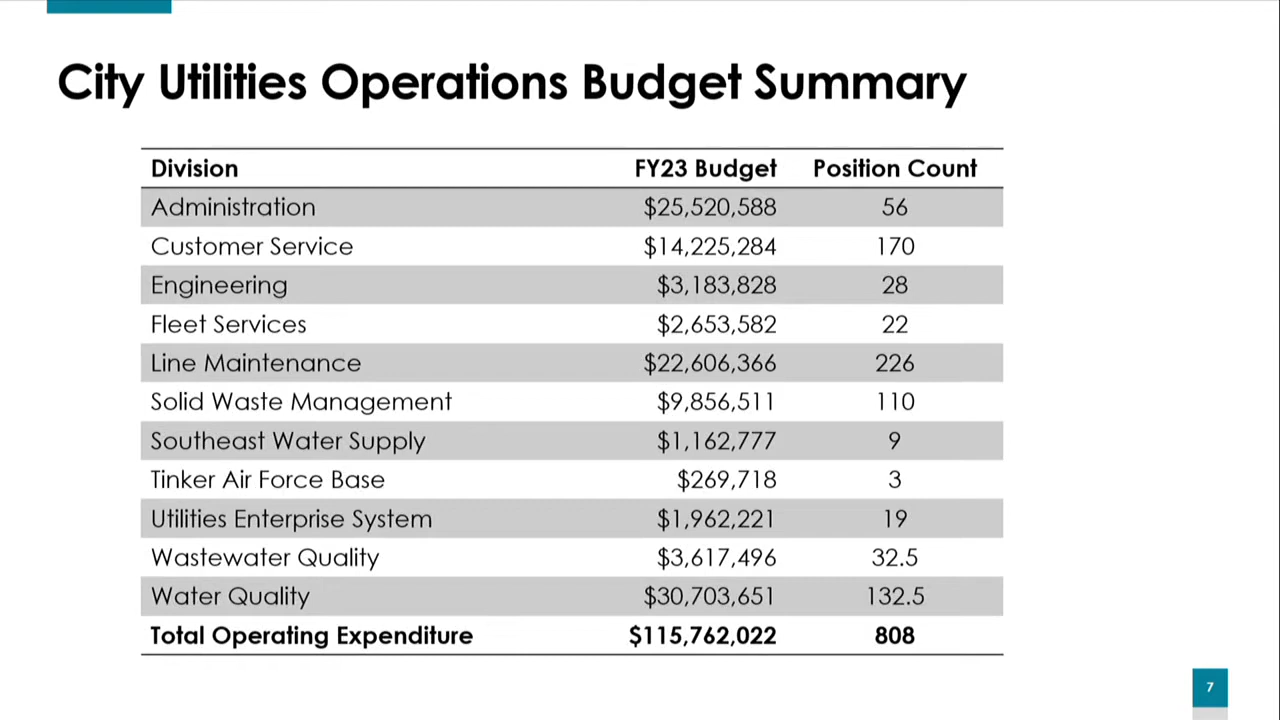 City Utilities Operations Budget Summary
Division FY23 Budget Position Count
Administration $25,520,588 56
Customer Service $14,225,284 170
Engineering $3,183,828 28
Fleet Services $2,653,582 22
Line Maintenance $22,606,366 226
Solid Waste Management $9,856,511 110
Southeast Water Supply $1,162,777 9
Tinker Air Force Base $269,718 3
Utilities Enterprise System $1,962,221 19
Wastewater Quality $3,617,496 32.5
Water Quality $30,703,651 132.5
Total Operating Expenditure $115,762,022 808
7